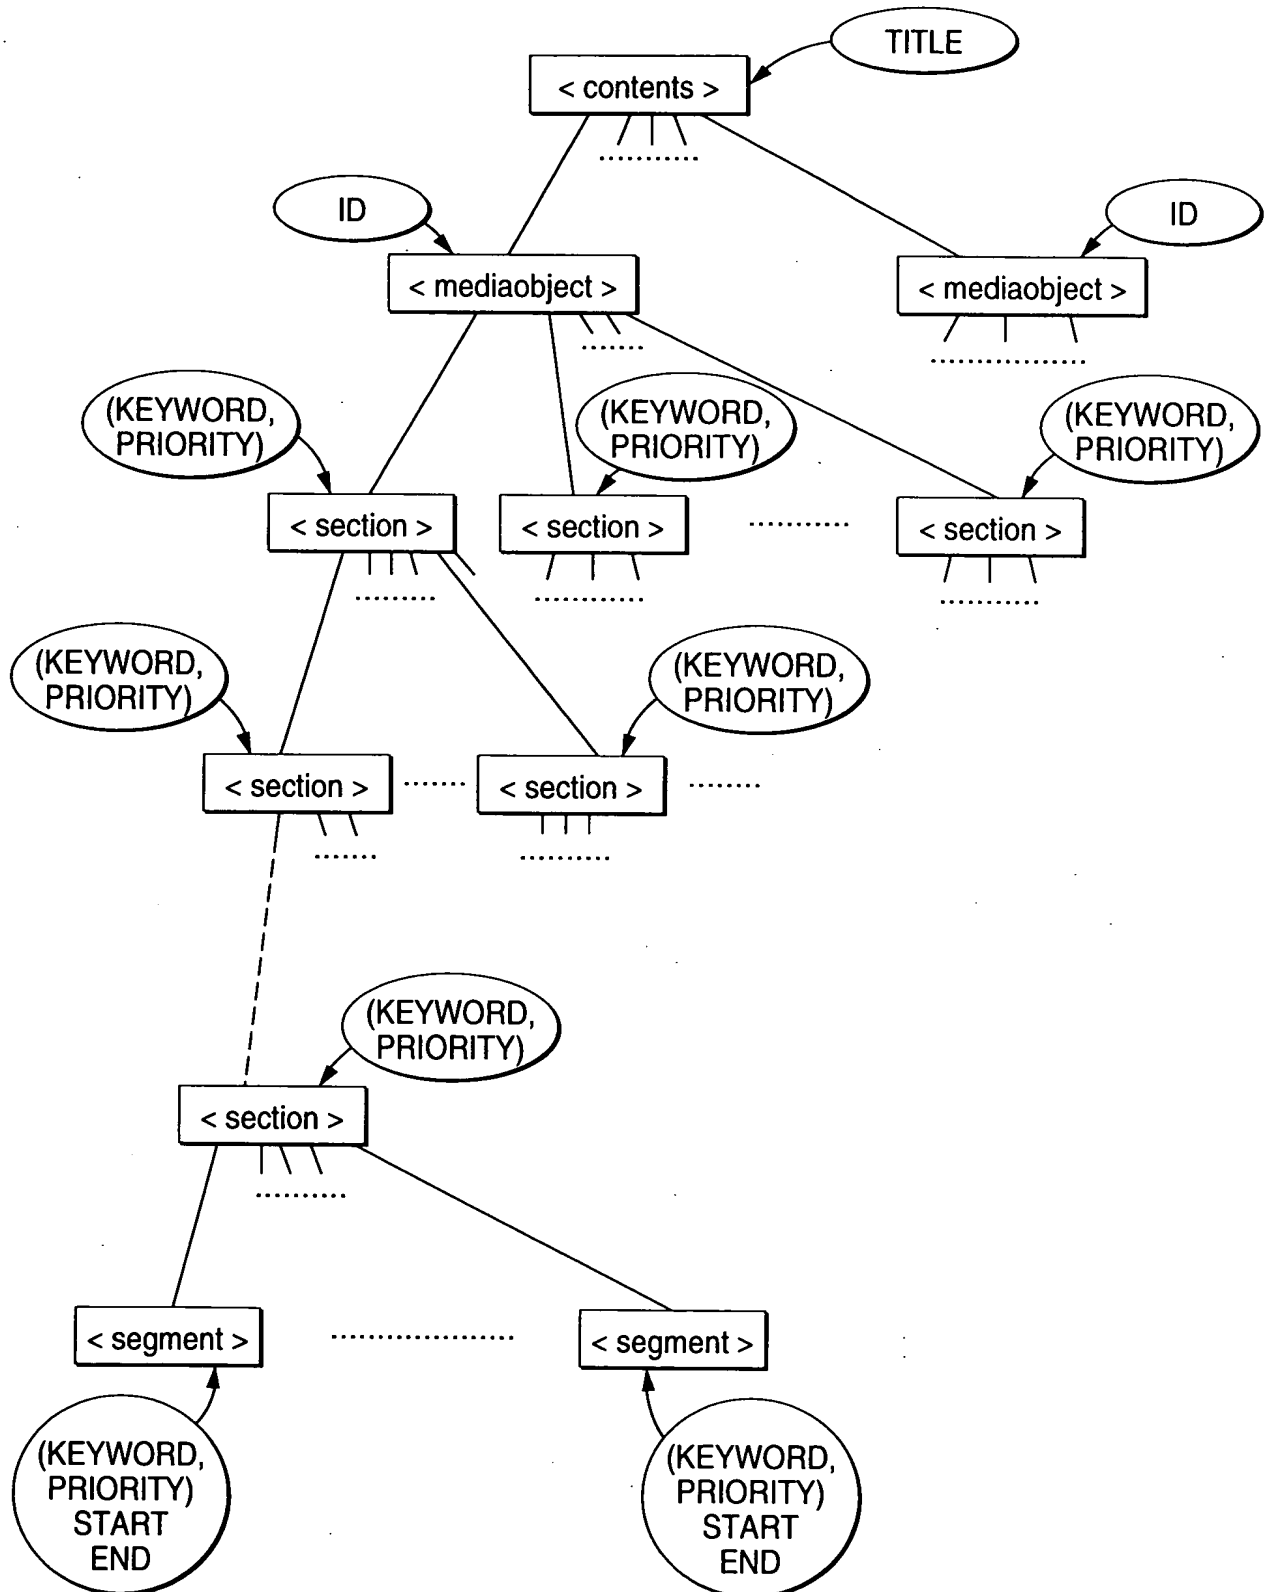 TITLE
< contents >
ID
ID
< mediaobject >
< mediaobject >
(KEYWORD,
PRIORITY)
(KEYWORD,
PRIORITY)
(KEYWORD,
PRIORITY)
< section >
< section >
< section >
(KEYWORD,
PRIORITY)
(KEYWORD,
PRIORITY)
< section >
< section >
(KEYWORD,
PRIORITY)
< section >
< segment >
< segment >
(KEYWORD,
PRIORITY)
START
END
(KEYWORD,
PRIORITY)
START
END